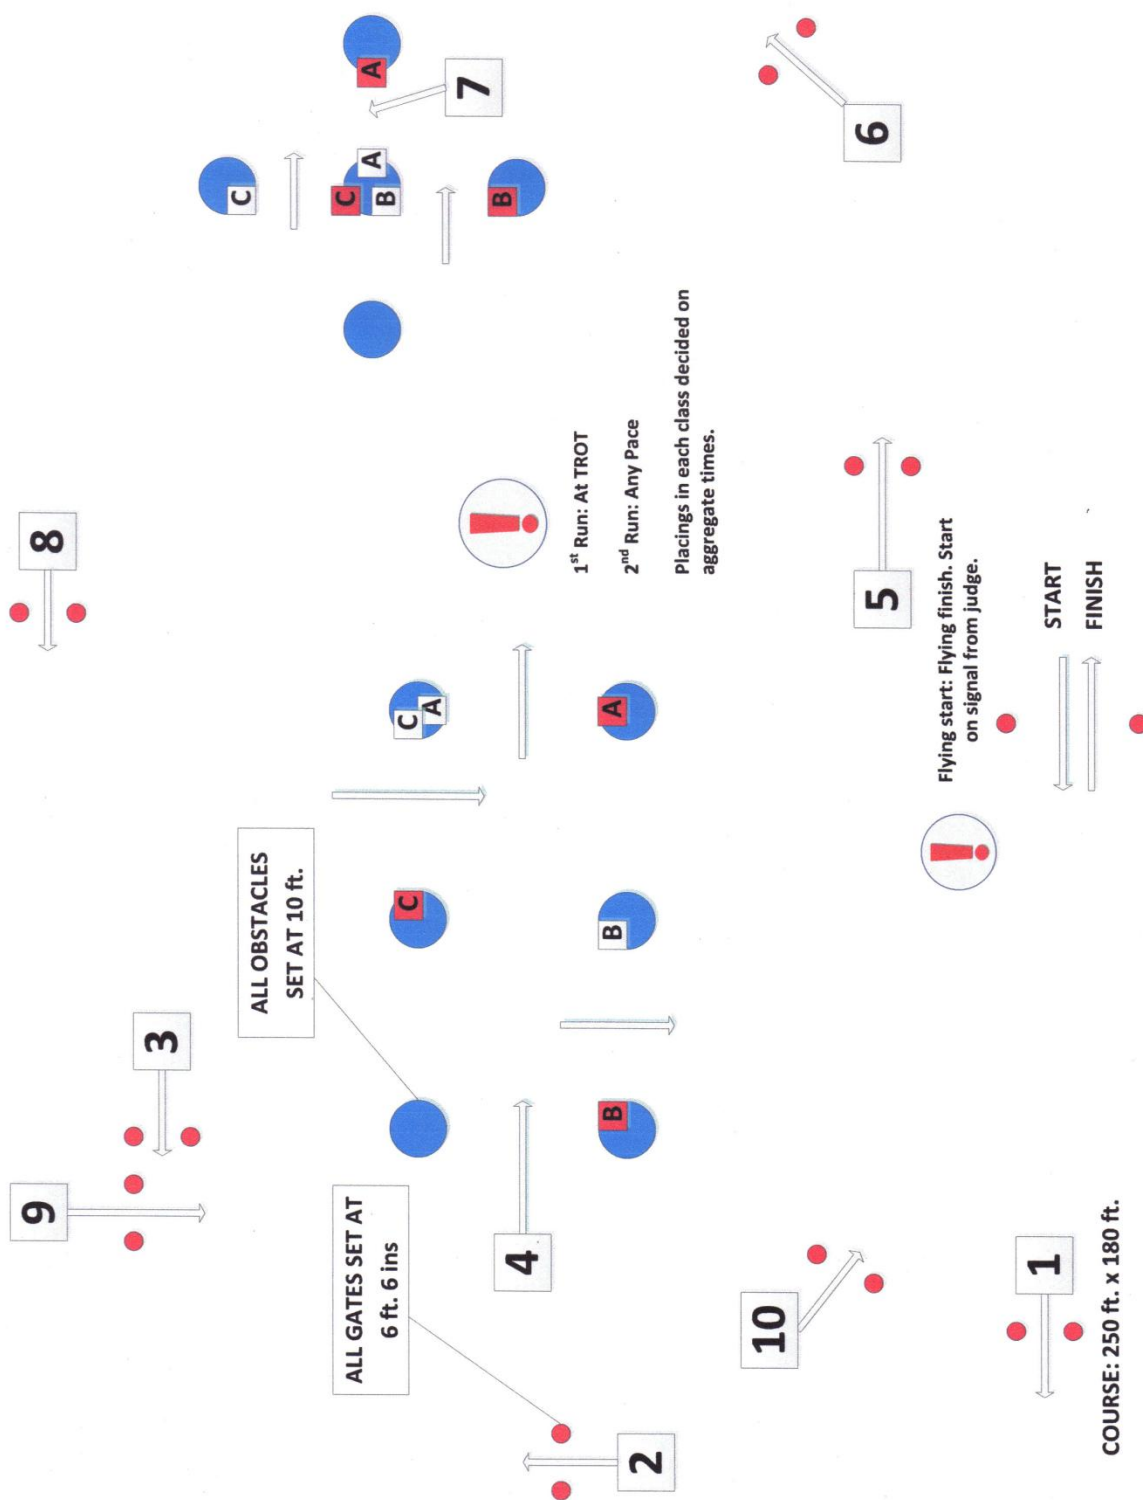 9
3
8
ALL OBSTACLES
SET AT 10 ft.
C
ALL GATES SET AT
6 ft. 6 ins
C
B
A
A
C
C
A
7
4
B
B
B
A
2
1st Run: At TROT
2nd Run: Any Pace
Placings in each class decided on
aggregate times.
10
6
5
Flying start: Flying finish. Start
on signal from judge.
1
START
FINISH
COURSE: 250 ft. x 180 ft.